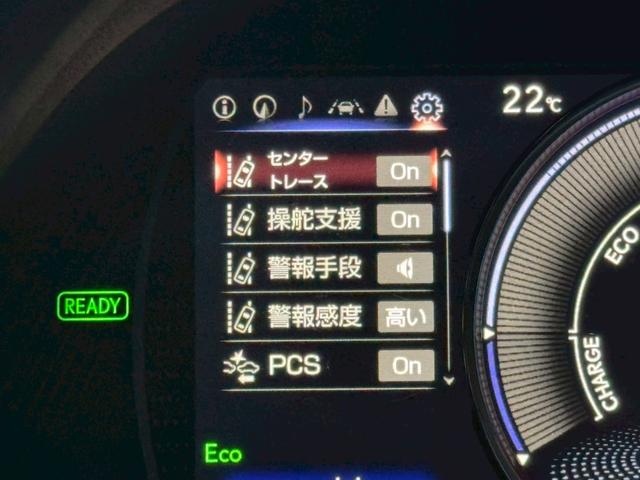 22℃
センター
トレース
On
操舵支援 On
警報手段
警報感度 高い
PCS On
READY
Eco
ECO
CHARGE